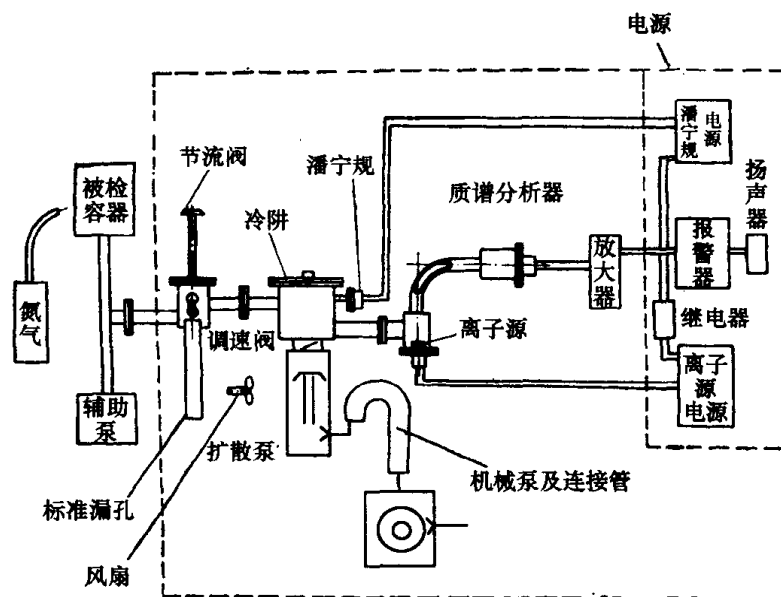 电源
节流阀
潘宁规
潘宁规
电源
被检
容器
冷阱
质谱分析器
扬声器
放大器
报警器
氮气
调速阀
离子源
继电器
辅助
泵
离子
源
电源
扩散泵
机械泵及连接管
标准漏孔
风扇